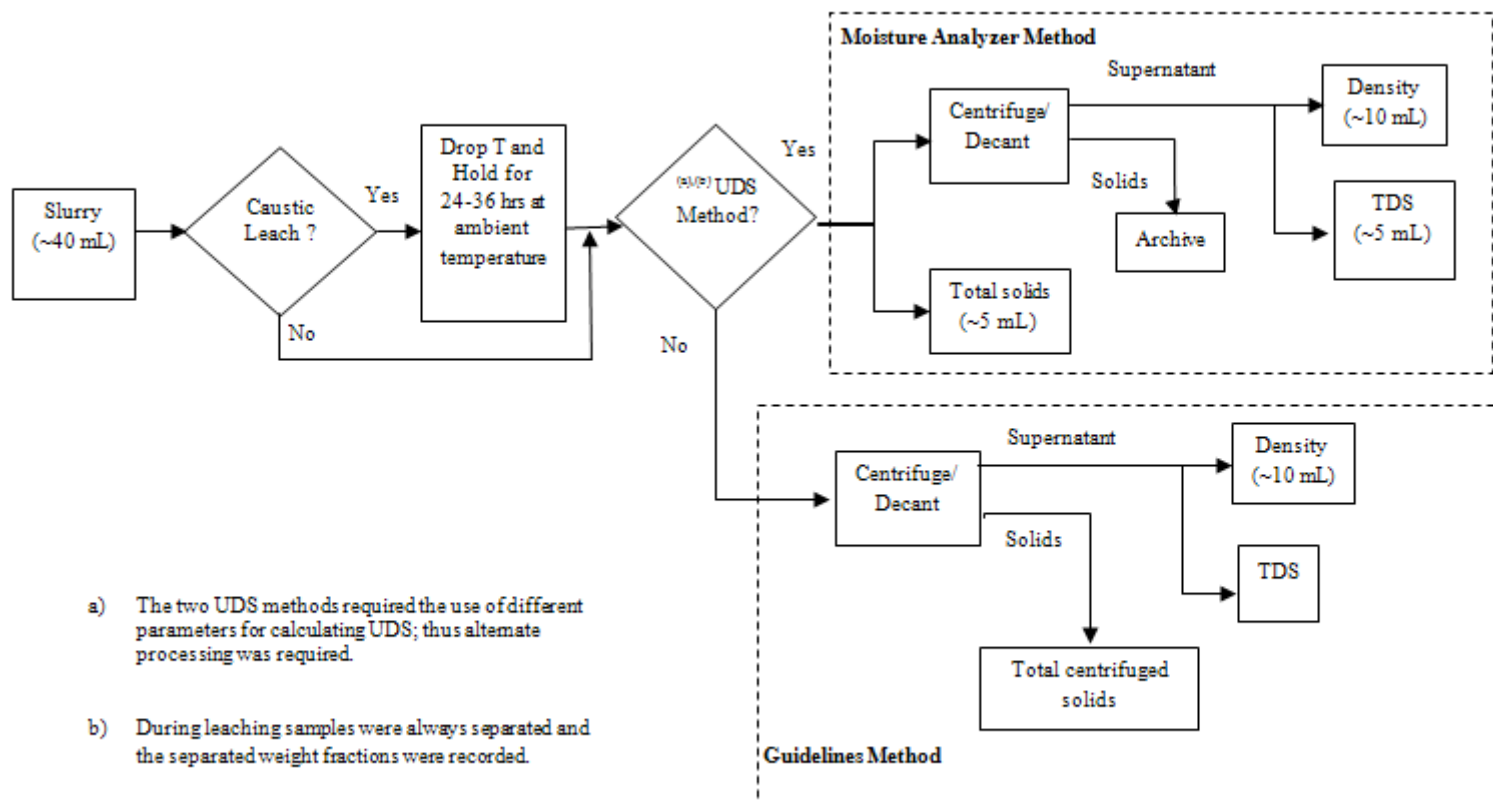 Moisture Analyzer Method
Supernatant
Density
(~10 mL)
Centrifuge/
Decant
Drop T and
Hold for
24-36 hrs at
ambient
temperature
Yes
Solids
UDS
Method?
Yes
Caustic
Leach ?
Slurry
(~40 mL)
TDS
(~5 mL)
Archive
Total solids
(~5 mL)
No
No
Supernatant
Density
(~10 mL)
Centrifuge/
Decant
Solids
TDS
a) The two UDS methods required the use of different
parameters for calculating UDS; thus alternate
processing was required.
Total centrifuged
solids
b) During leaching samples were always separated and
the separated weight fractions were recorded.
Guidelines Method